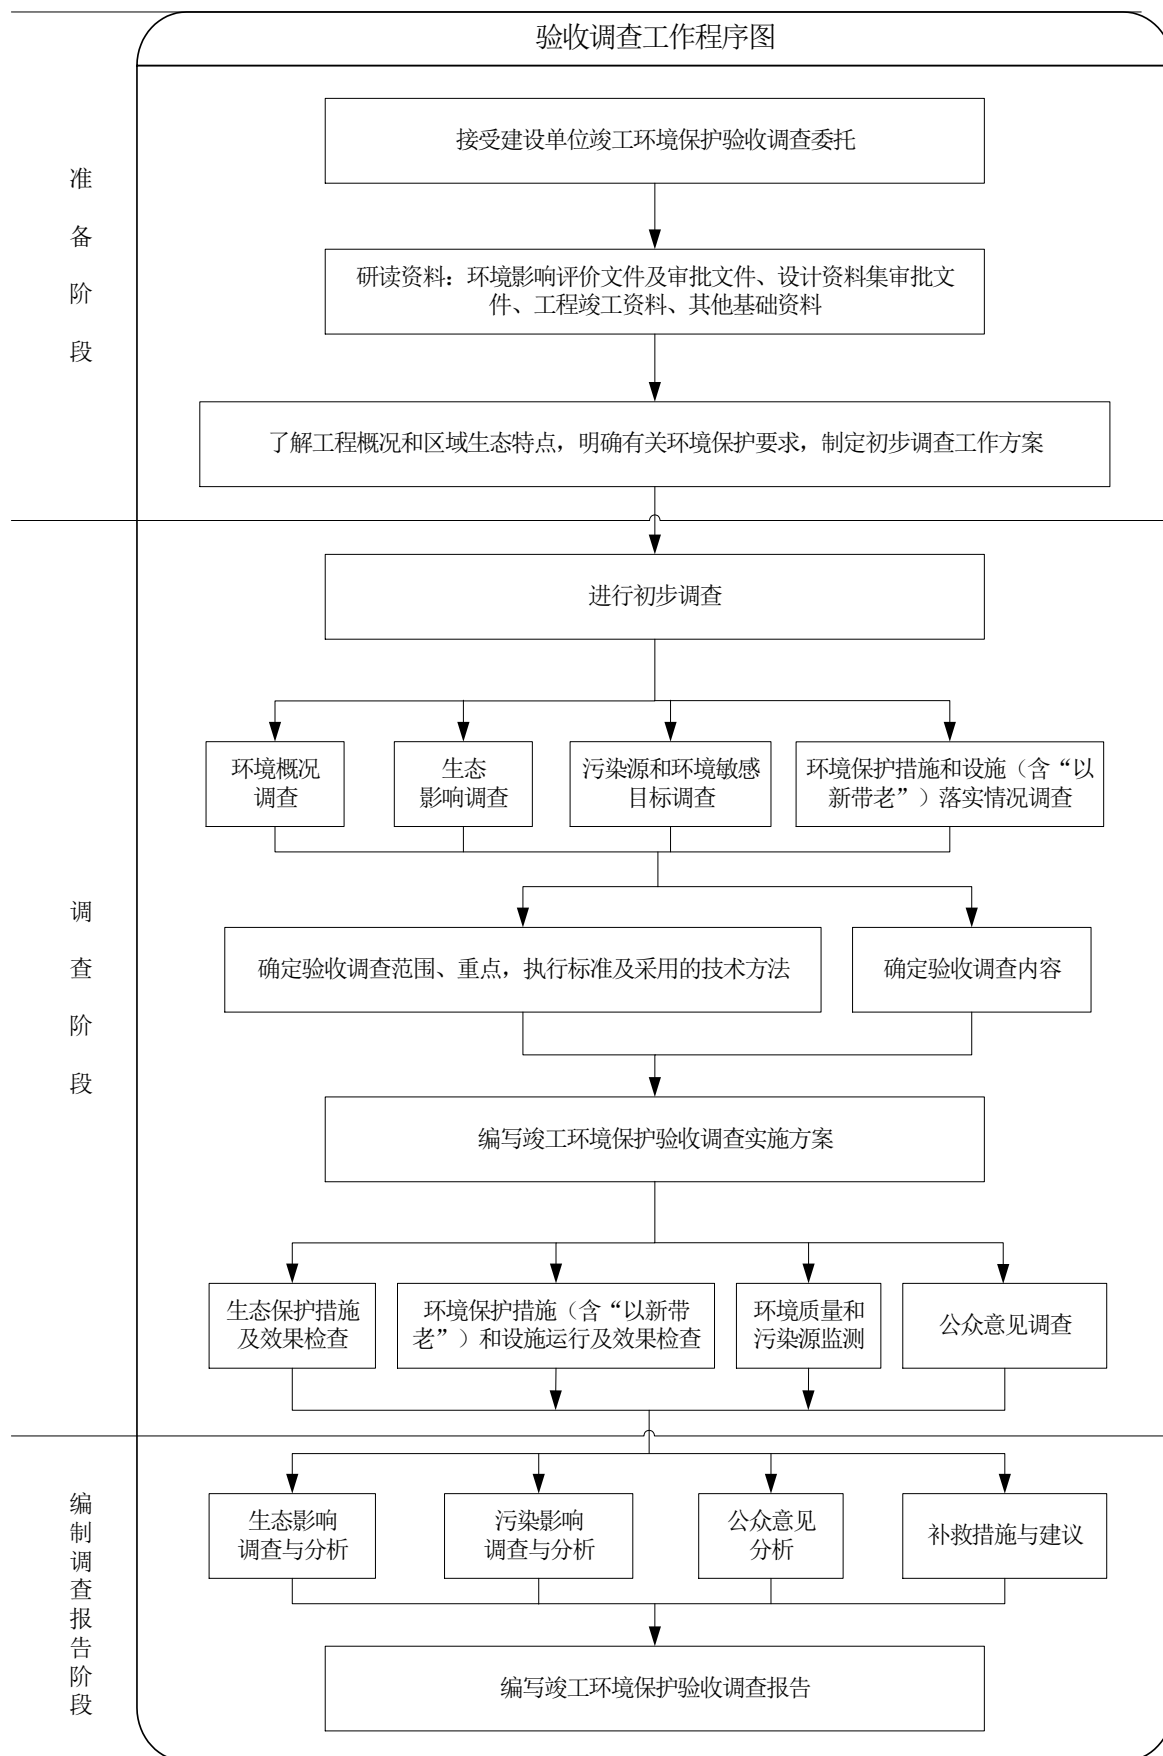 验收调查工作程序图
准备阶段
接受建设单位竣工环境保护验收调查委托
研读资料：环境影响评价文件及审批文件、设计资料集审批文
件、工程竣工资料、其他基础资料
了解工程概况和区域生态特点，明确有关环境保护要求，制定初步调查工作方案
调查阶段
进行初步调查
环境概况
调查
生态
影响调查
污染源和环境敏感
目标调查
环境保护措施和设施（含“以
新带老”）落实情况调查
确定验收调查范围、重点，执行标准及采用的技术方法
确定验收调查内容
编写竣工环境保护验收调查实施方案
生态保护措施
及效果检查
环境保护措施（含“以新带
老”）和设施运行及效果检查
环境质量和
污染源监测
公众意见调查
编制调查报告阶段
生态影响
调查与分析
污染影响
调查与分析
公众意见
分析
补救措施与建议
编写竣工环境保护验收调查报告